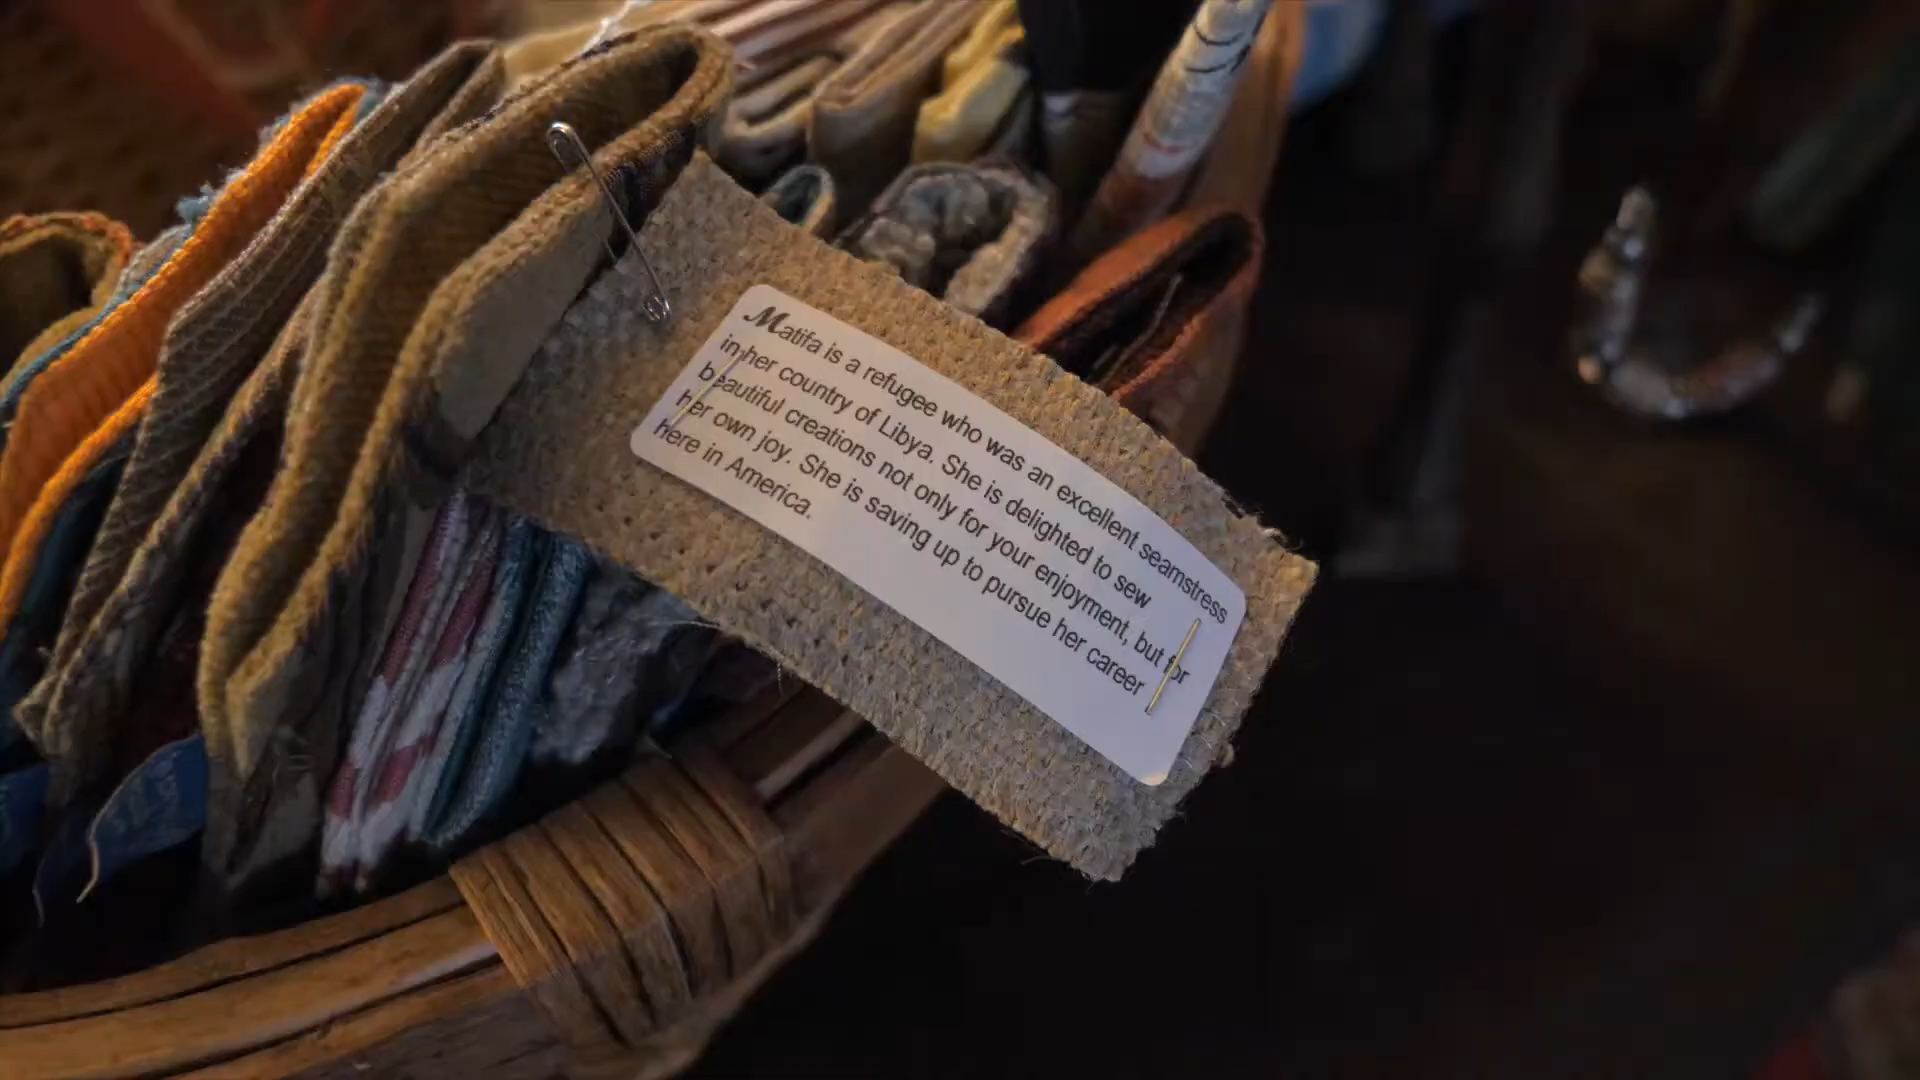 Matifa is a refugee who was an excellent seamstress
in her country of Libya. She is delighted to sew
beautiful creations not only for your enjoyment, but for
her own joy. She is saving up to pursue her career
here in America.